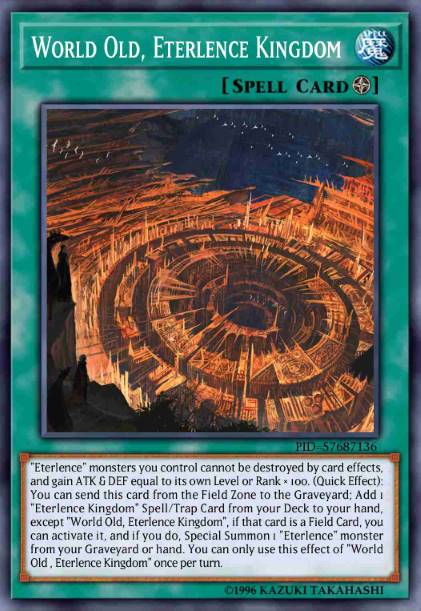 World Old, Eterlence Kingdom
SPELL
魔
[Spell Card]
PID=57687136
"Eterlence" monsters you control cannot be destroyed by card effects,
and gain ATK & DEF equal to its own Level or Rank × 100. (Quick Effect):
You can send this card from the Field Zone to the Graveyard; Add 1
"Eterlence Kingdom" Spell/Trap Card from your Deck to your hand,
except "World Old, Eterlence Kingdom", if that card is a Field Card, you
can activate it, and if you do, Special Summon 1 "Eterlence" monster
from your Graveyard or hand. You can only use this effect of "World
Old , Eterlence Kingdom" once per turn.
©1996 KAZUKI TAKAHASHI